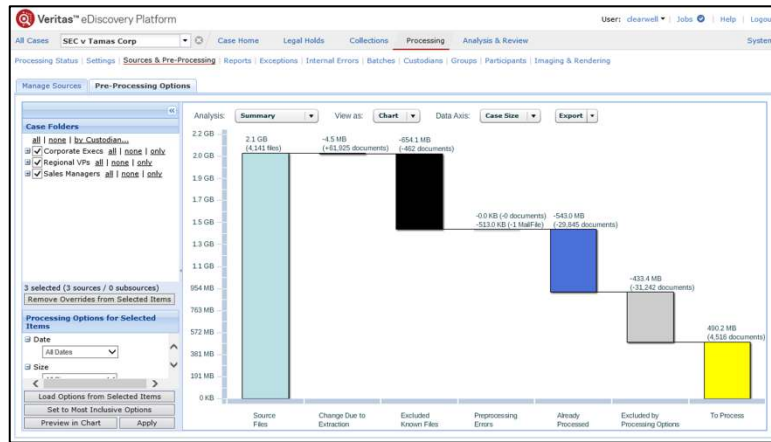 Veritas™ eDiscovery Platform
User: clearwell | Jobs | Help | Logou
All Cases SEC v Tamas Corp Case Home Legal Holds Collections Processing Analysis & Review System
Processing Status | Settings | Sources & Pre-Processing | Reports | Exceptions | Internal Errors | Batches | Custodians | Groups | Participants | Imaging & Rendering
Manage Sources Pre-Processing Options
Case Folders
all | none | by Custodian...
Corporate Execs all | none | only
Regional VPs all | none | only
Sales Managers all | none | only
3 selected (3 sources / 0 subsources)
Remove Overrides from Selected Items
Processing Options for Selected
Items
Date
All Dates
Size
Load Options from Selected Items
Set to Most Inclusive Options
Preview in Chart Apply
Analysis: Summary View as: Chart Data Axis: Case Size Export
2.2 GB
2.0 GB
1.9 GB
1.7 GB
1.5 GB
1.3 GB
1.1 GB
954 MB
763 MB
572 MB
381 MB
191 MB
0 KB
2.1 GB
(4,141 files)
-4.5 MB
(+61,925 documents)
-654.1 MB
(-462 documents)
-0.0 KB (-0 documents)
-513.0 KB (-1 MailFile)
-543.0 MB
(-29,845 documents)
-433.4 MB
(-31,242 documents)
490.2 MB
(4,516 documents)
Source
Files
Change Due to
Extraction
Excluded
Known Files
Preprocessing
Errors
Already
Processed
Excluded by
Processing Options
To Process